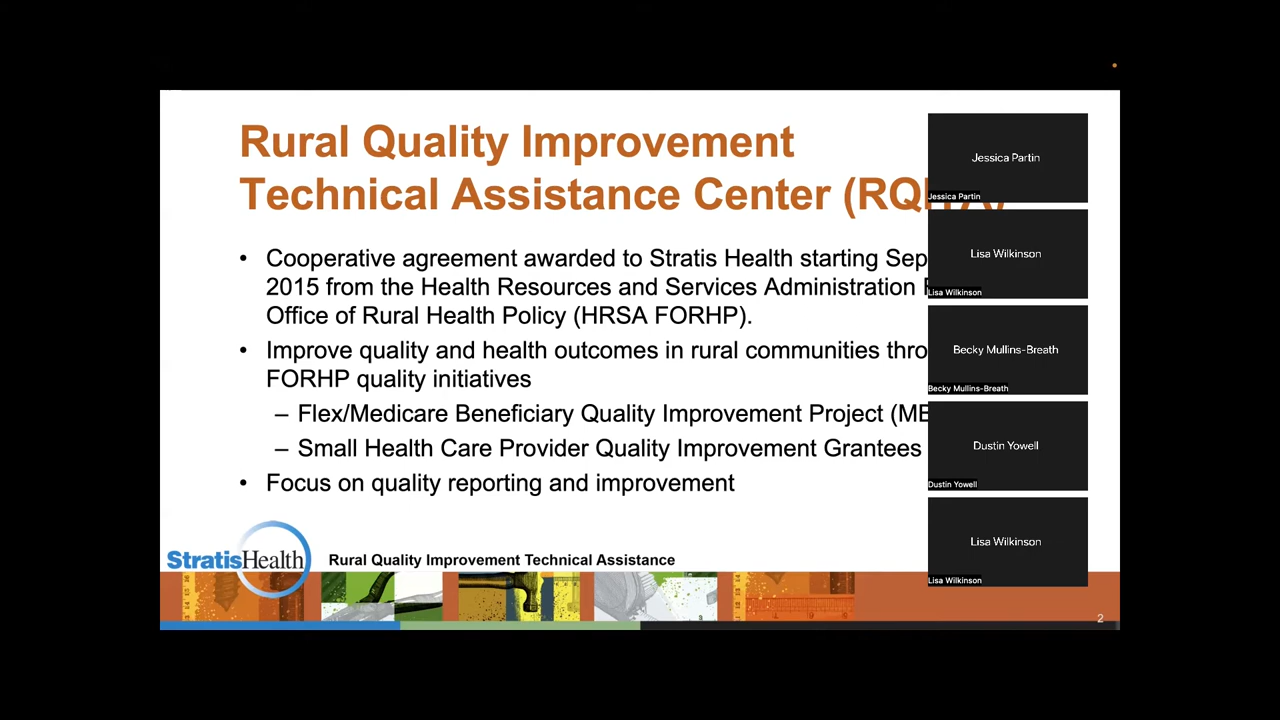 Rural Quality Improvement
Technical Assistance Center (RQITA)
• Cooperative agreement awarded to Stratis Health starting Sep
2015 from the Health Resources and Services Administration
Office of Rural Health Policy (HRSA FORHP).
• Improve quality and health outcomes in rural communities thro
FORHP quality initiatives
– Flex/Medicare Beneficiary Quality Improvement Project (MB
– Small Health Care Provider Quality Improvement Grantees
• Focus on quality reporting and improvement
StratisHealth
Rural Quality Improvement Technical Assistance
2
Jessica Partin
Jessica Partin
Lisa Wilkinson
Lisa Wilkinson
Becky Mullins-Breath
Becky Mullins-Breath
Dustin Yowell
Dustin Yowell
Lisa Wilkinson
Lisa Wilkinson